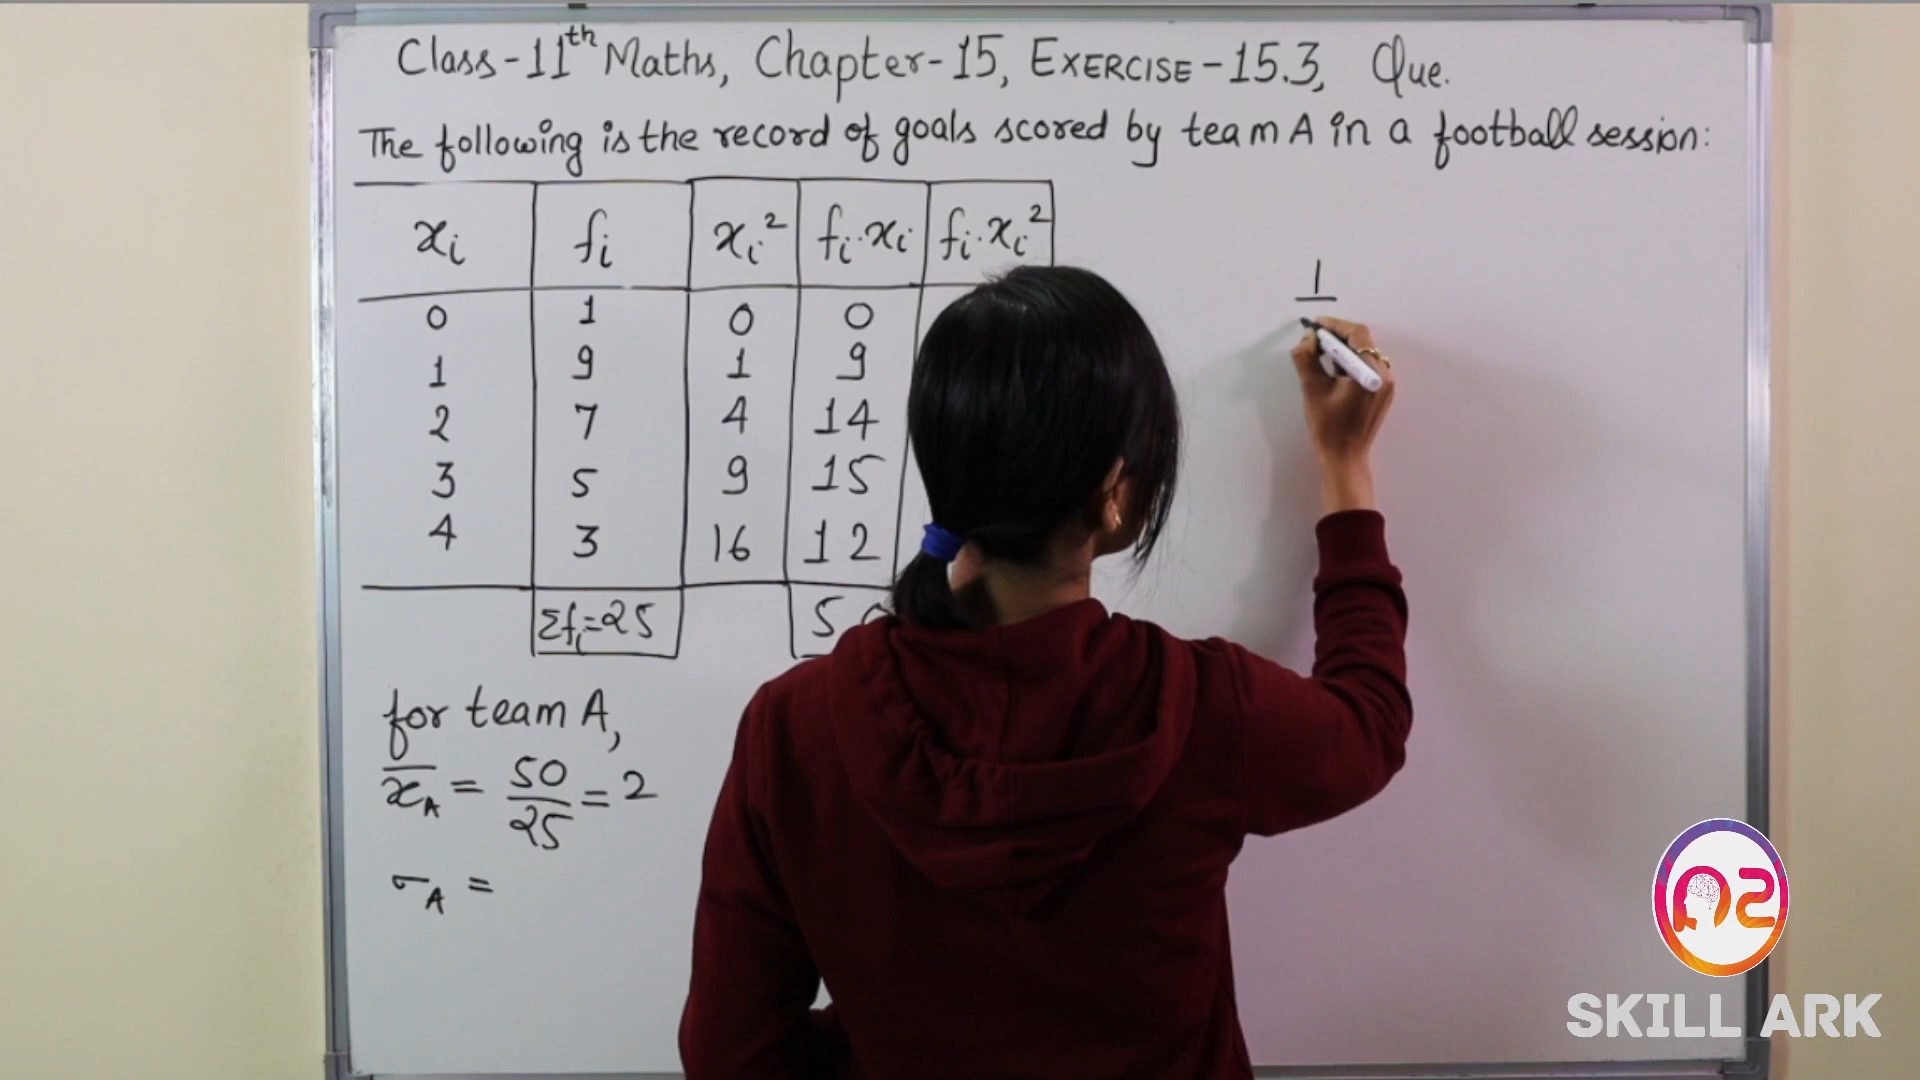 Class-11th Maths, Chapter-15, EXERCISE-15.3, Que.
The following is the record of goals scored by team A in a football session:
xi fi xi² fi·xi fi·xi²
0 1 0 0
1 9 1 9
2 7 4 14
3 5 9 15
4 3 16 12
Σfi=25 5
for team A,
x̄A = 50/25 = 2
σA =
1
SKILL ARK